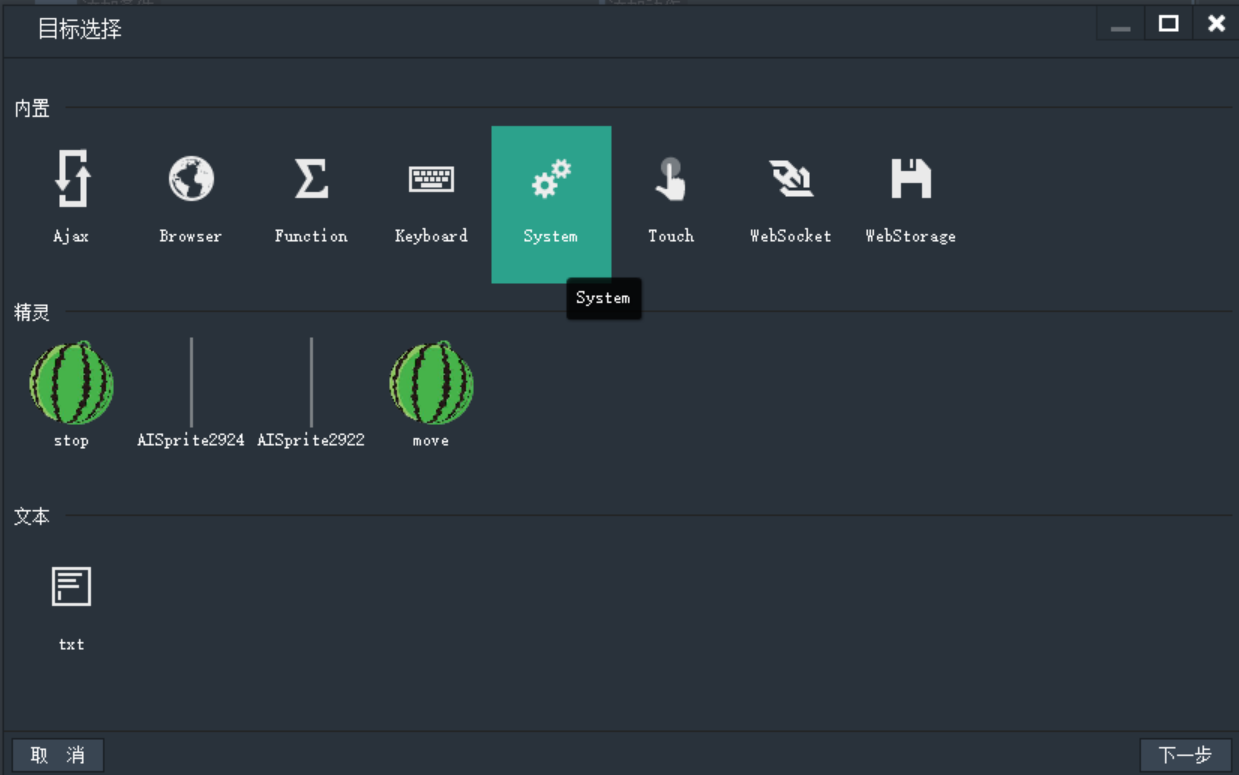 目标选择
内置
Ajax Browser Function Keyboard System Touch WebSocket WebStorage
System
精灵
stop AISprite2924 AISprite2922 move
文本
txt
取 消 下一步